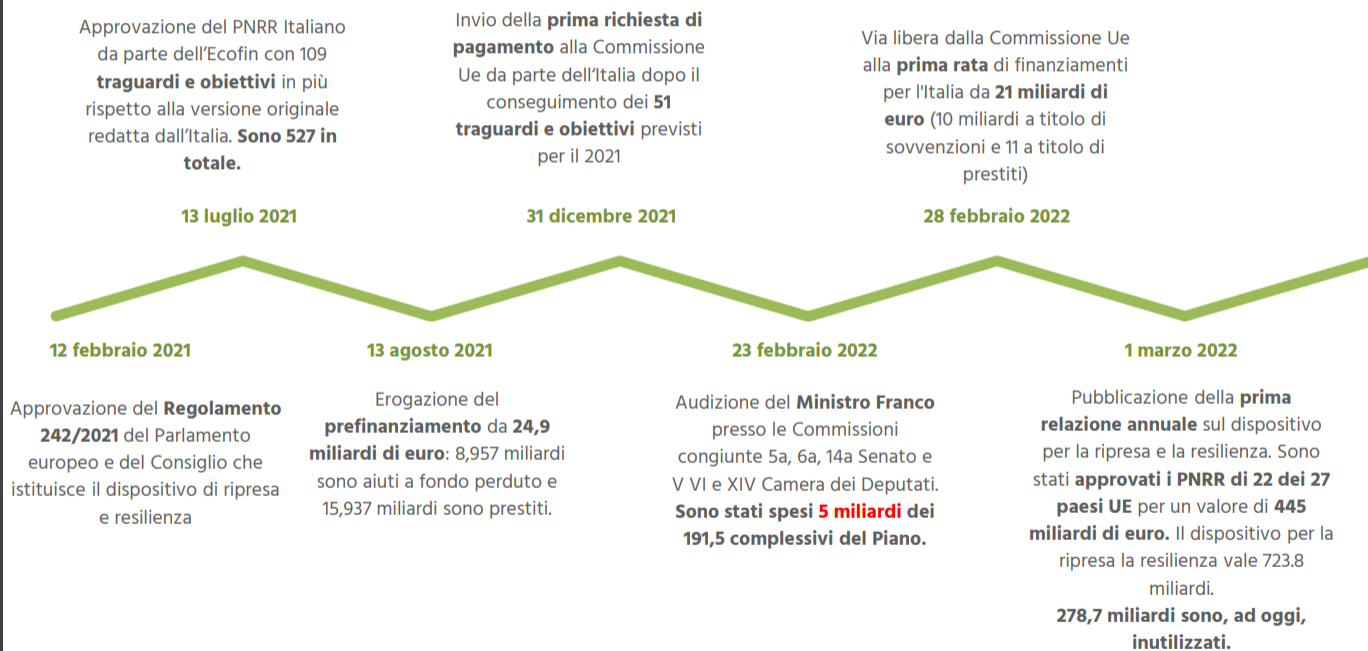 Approvazione del PNRR Italiano
da parte dell'Ecofin con 109
traguardi e obiettivi in più
rispetto alla versione originale
redatta dall'Italia. Sono 527 in
totale.
13 luglio 2021
Invio della prima richiesta di
pagamento alla Commissione
Ue da parte dell'Italia dopo il
conseguimento dei 51
traguardi e obiettivi previsti
per il 2021
31 dicembre 2021
Via libera dalla Commissione Ue
alla prima rata di finanziamenti
per l'Italia da 21 miliardi di
euro (10 miliardi a titolo di
sovvenzioni e 11 a titolo di
prestiti)
28 febbraio 2022
12 febbraio 2021
Approvazione del Regolamento
242/2021 del Parlamento
europeo e del Consiglio che
istituisce il dispositivo di ripresa
e resilienza
13 agosto 2021
Erogazione del
prefinanziamento da 24,9
miliardi di euro: 8,957 miliardi
sono aiuti a fondo perduto e
15,937 miliardi sono prestiti.
23 febbraio 2022
Audizione del Ministro Franco
presso le Commissioni
congiunte 5a, 6a, 14a Senato e
V VI e XIV Camera dei Deputati.
Sono stati spesi 5 miliardi dei
191,5 complessivi del Piano.
1 marzo 2022
Pubblicazione della prima
relazione annuale sul dispositivo
per la ripresa e la resilienza. Sono
stati approvati i PNRR di 22 dei 27
paesi UE per un valore di 445
miliardi di euro. Il dispositivo per la
ripresa la resilienza vale 723.8
miliardi.
278,7 miliardi sono, ad oggi,
inutilizzati.